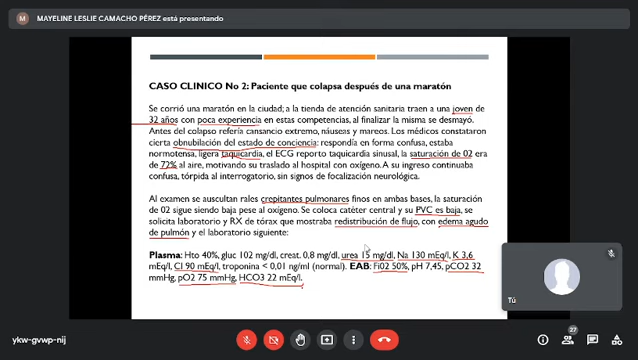 M MAYELINE LESLIE CAMACHO PÉREZ está presentando
CASO CLINICO No 2: Paciente que colapsa después de una maratón
Se corrió una maratón en la ciudad; a la tienda de atención sanitaria traen a una joven de
32 años con poca experiencia en estas competencias, al finalizar la misma se desmayó.
Antes del colapso refería cansancio extremo, náuseas y mareos. Los médicos constataron
cierta obnubilación del estado de conciencia: respondía en forma confusa, estaba
normotensa, ligera taquicardia, el ECG reporto taquicardia sinusal, la saturación de 02 era
de 72% al aire, motivando su traslado al hospital con oxígeno. A su ingreso continuaba
confusa, tórpida al interrogatorio, sin signos de focalización neurológica.
Al examen se auscultan rales crepitantes pulmonares finos en ambas bases, la saturación
de 02 sigue siendo baja pese al oxígeno. Se coloca catéter central y su PVC es baja, se
solicita laboratorio y RX de tórax que mostraba redistribución de flujo, con edema agudo
de pulmón y el laboratorio siguiente:
Plasma: Hto 40%, gluc 102 mg/dl, creat. 0,8 mg/dl, urea 15 mg/dl, Na 130 mEq/l, K 3,6
mEq/l, Cl 90 mEq/l, troponina < 0,01 ng/ml (normal). EAB: Fi02 50%, pH 7,45, pCO2 32
mmHg, pO2 75 mmHg, HCO3 22 mEq/l.
Tú
ykw-gvwp-nij
27